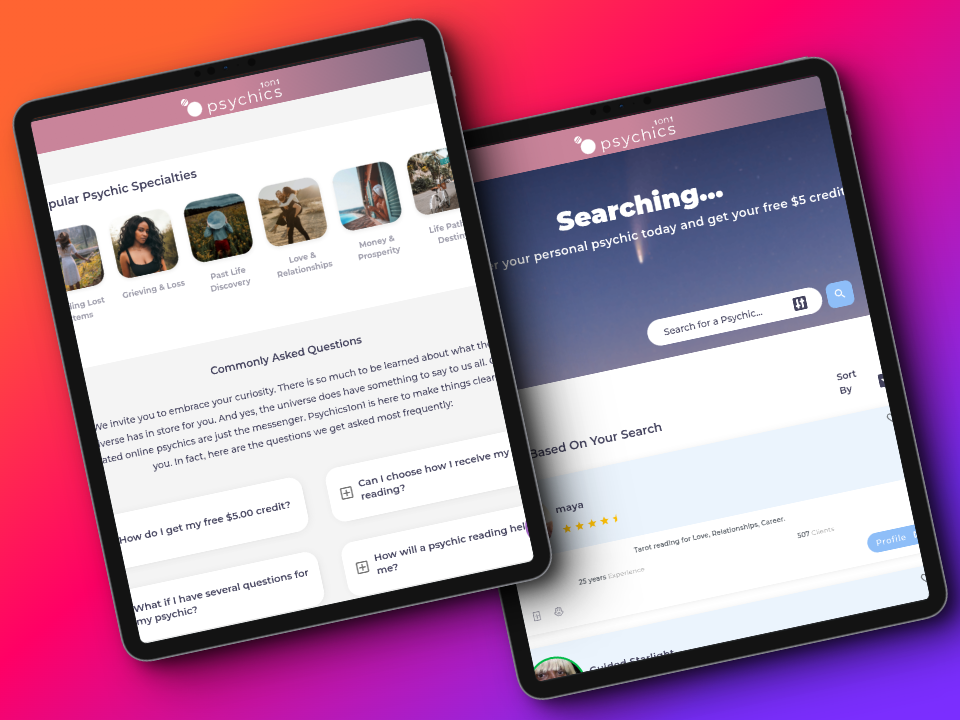 psychics
1on1
pular Psychic Specialties
ling Lost
tems
Grieving & Loss
Past Life
Discovery
Love &
Relationships
Money &
Prosperity
Life Path
Destin
Commonly Asked Questions
We invite you to embrace your curiosity. There is so much to be learned about what the
verse has in store for you. And yes, the universe does have something to say to us all.
ated online psychics are just the messenger. Psychics1on1 is here to make things clear
you. In fact, here are the questions we get asked most frequently:
How do I get my free $5.00 credit?
Can I choose how I receive my
reading?
What if I have several questions for
my psychic?
How will a psychic reading hel
me?
psychics
1on1
Searching...
r your personal psychic today and get your free $5 credit
Search for a Psychic...
Sort
By
Based On Your Search
maya
Tarot reading for Love, Relationships, Career.
25 years Experience
507 Clients
Profile
Guided Starlight